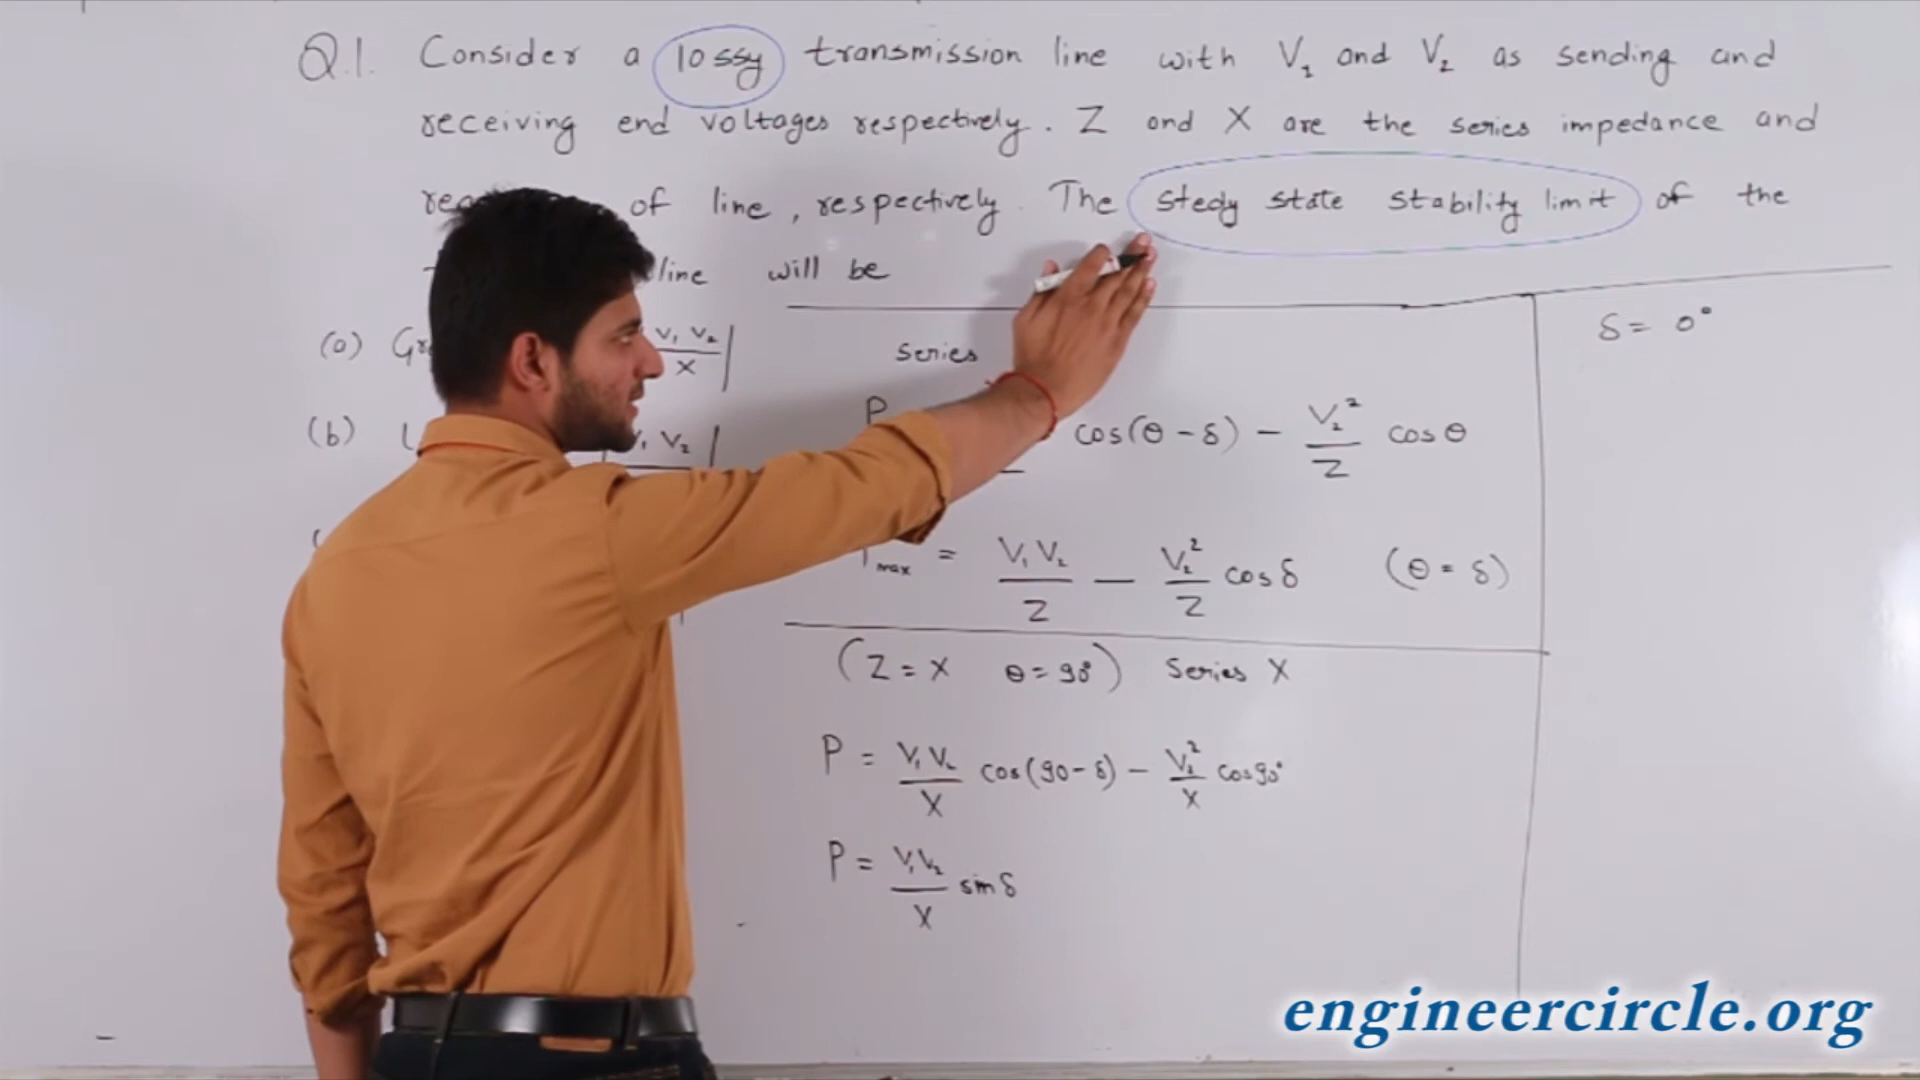 Q.1. Consider a lossy transmission line with V₁ and V₂ as sending and
receiving end voltages respectively. Z and X are the series impedance and
of line, respectively. The stedy state stability limit of the
line will be
(a) V₁ V₂ / X
(b) V₁ V₂
series
P cos(θ - δ) - V₂² / Z cos θ
max = V₁ V₂ / Z - V₂² / Z cos δ (θ = δ)
(Z = X θ = 90°) Series X
P = V₁ V₂ / X cos(90 - δ) - V₂² / X cos 90°
P = V₁ V₂ / X sin δ
δ = 0°
engineercircle.org